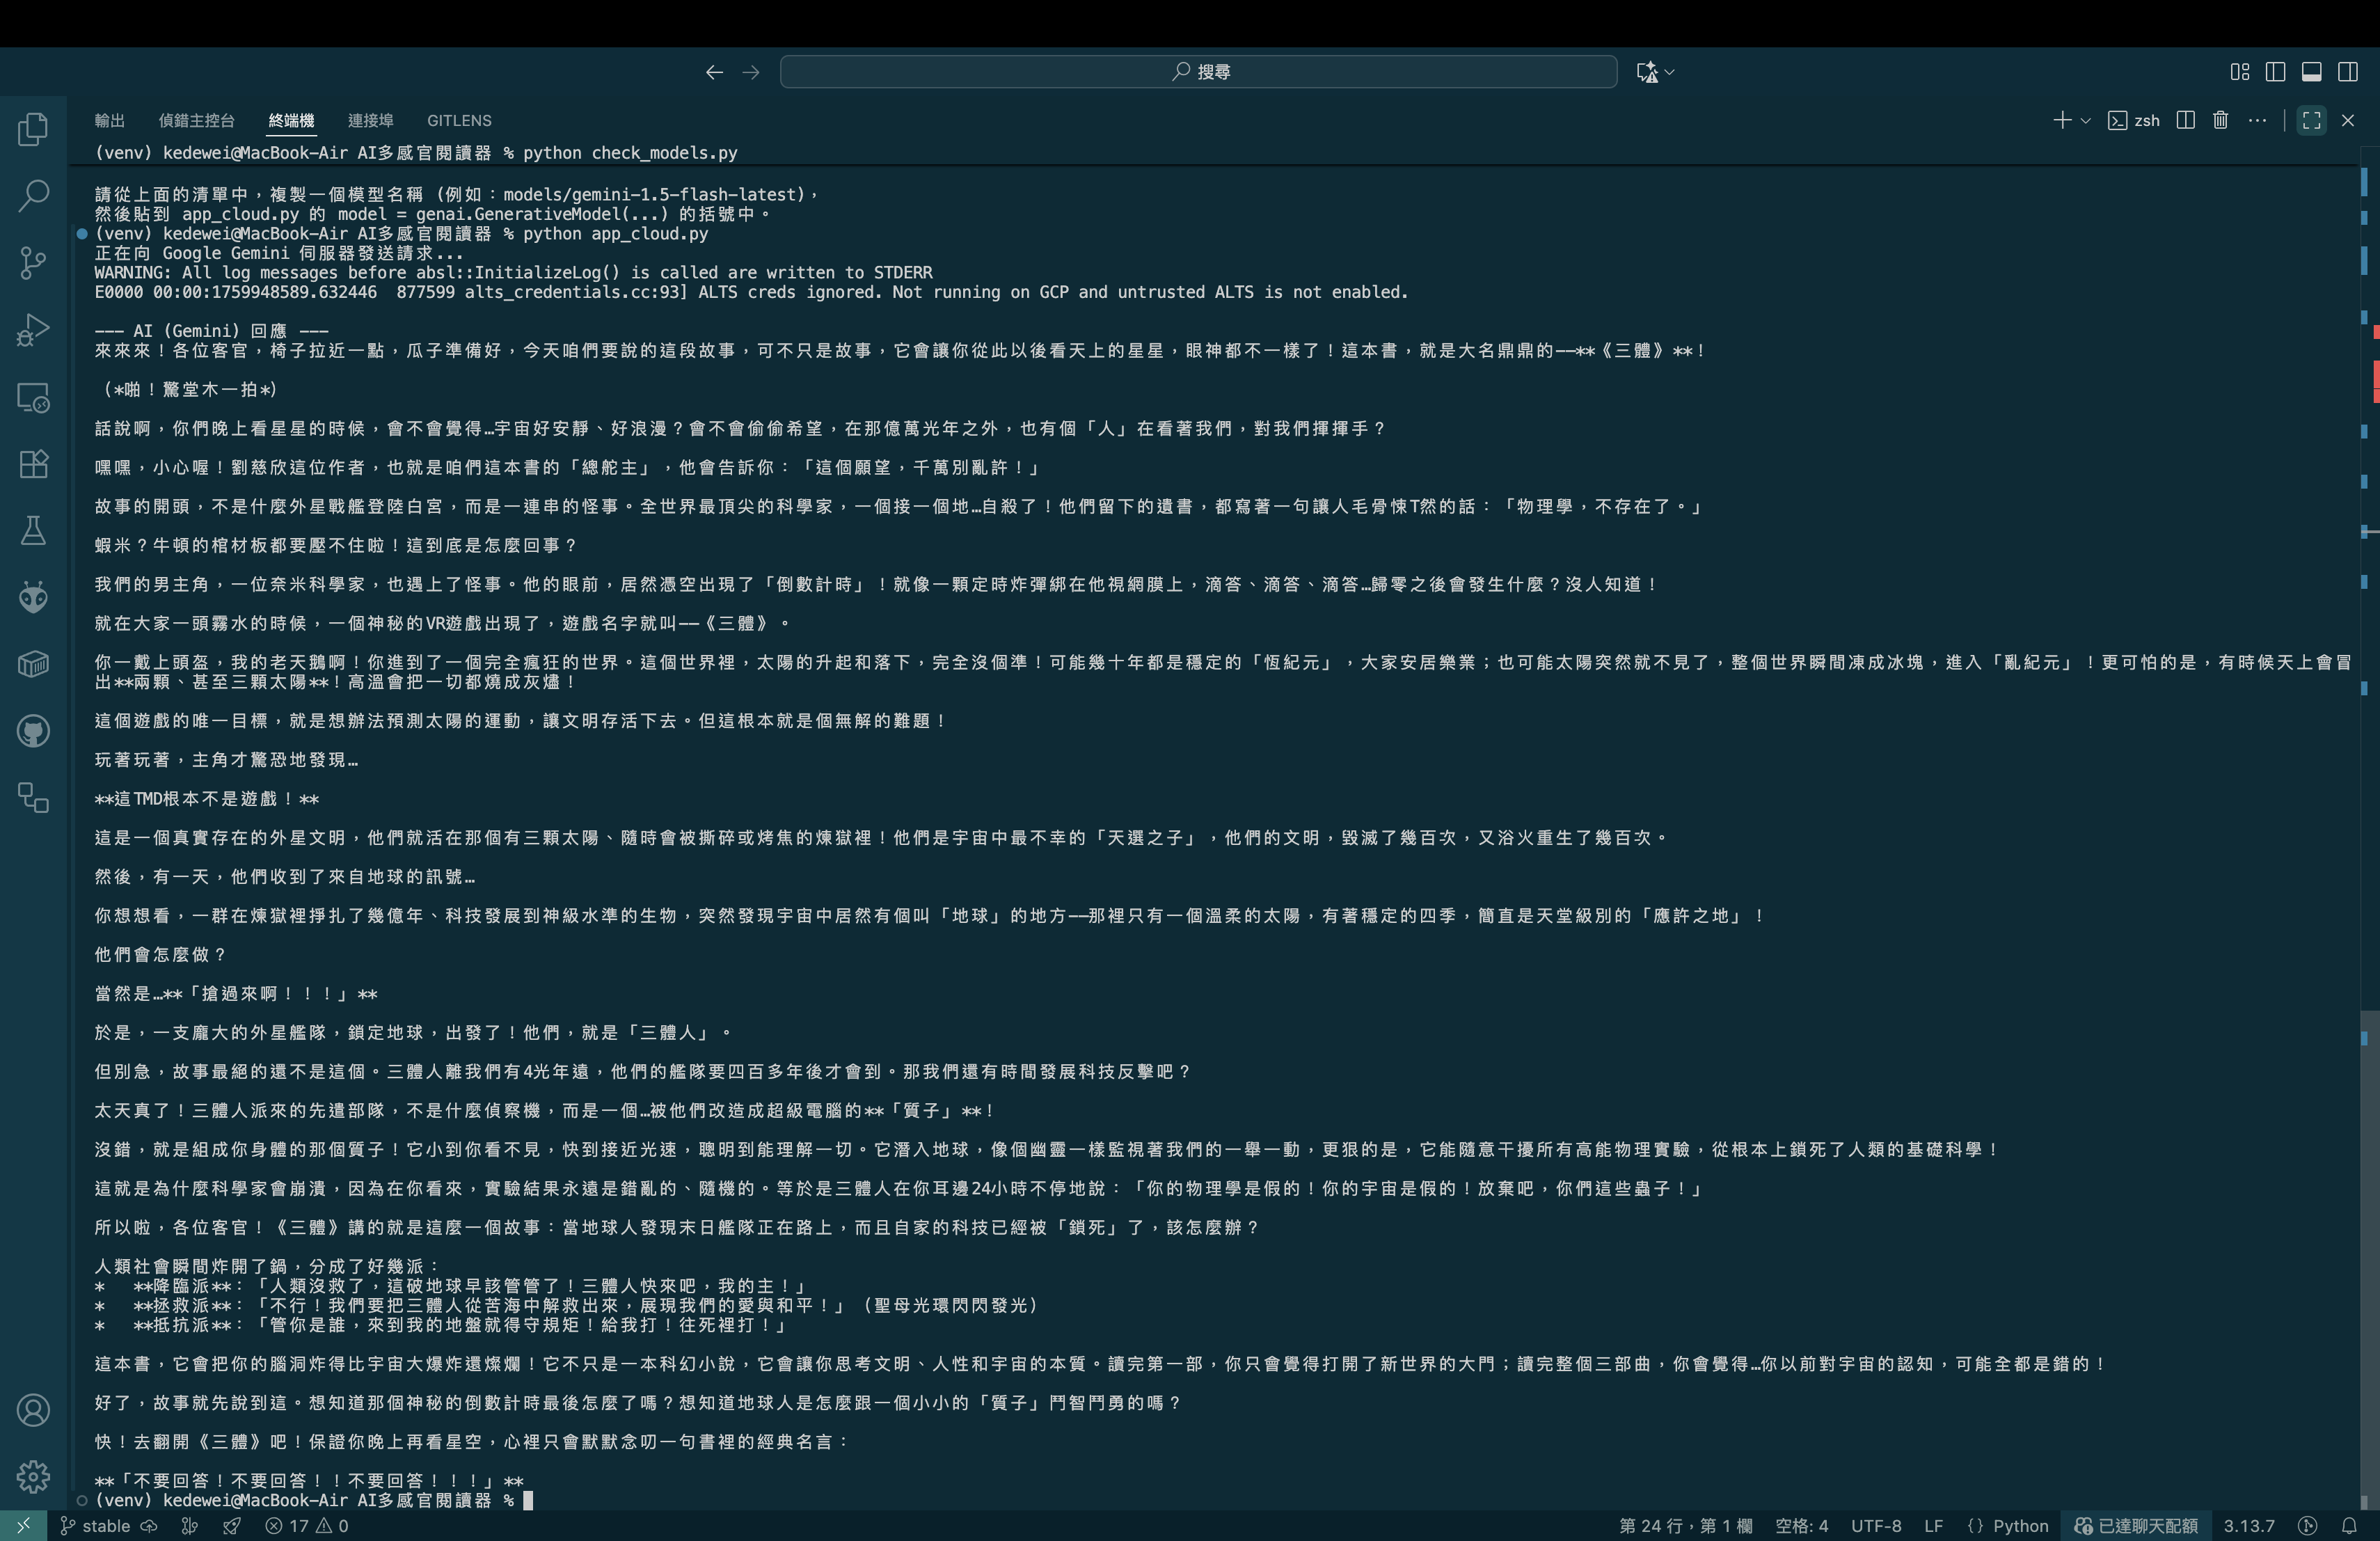 搜尋
輸出 偵錯主控台 終端機 連接埠 GITLENS
zsh
(venv) kedewei@MacBook-Air AI多感官閱讀器 % python check_models.py
請從上面的清單中，複製一個模型名稱 (例如：models/gemini-1.5-flash-latest)，
然後貼到 app_cloud.py 的 model = genai.GenerativeModel(...) 的括號中。
(venv) kedewei@MacBook-Air AI多感官閱讀器 % python app_cloud.py
正在向 Google Gemini 伺服器發送請求...
WARNING: All log messages before absl::InitializeLog() is called are written to STDERR
E0000 00:00:1759948589.632446  877599 alts_credentials.cc:93] ALTS creds ignored. Not running on GCP and untrusted ALTS is not enabled.
--- AI (Gemini) 回應 ---
來來來！各位客官，椅子拉近一點，瓜子準備好，今天咱們要說的這段故事，可不只是故事，它會讓你從此以後看天上的星星，眼神都不一樣了！這本書，就是大名鼎鼎的——**《三體》**！
（*啪！驚堂木一拍*）
話說啊，你們晚上看星星的時候，會不會覺得…宇宙好安靜、好浪漫？會不會偷偷希望，在那億萬光年之外，也有個「人」在看著我們，對我們揮揮手？
嘿嘿，小心喔！劉慈欣這位作者，也就是咱們這本書的「總舵主」，他會告訴你：「這個願望，千萬別亂許！」
故事的開頭，不是什麼外星戰艦登陸白宮，而是一連串的怪事。全世界最頂尖的科學家，一個接一個地…自殺了！他們留下的遺書，都寫著一句讓人毛骨悚T然的話：「物理學，不存在了。」
蝦米？牛頓的棺材板都要壓不住啦！這到底是怎麼回事？
我們的男主角，一位奈米科學家，也遇上了怪事。他的眼前，居然憑空出現了「倒數計時」！就像一顆定時炸彈綁在他視網膜上，滴答、滴答、滴答…歸零之後會發生什麼？沒人知道！
就在大家一頭霧水的時候，一個神秘的VR遊戲出現了，遊戲名字就叫——《三體》。
你一戴上頭盔，我的老天鵝啊！你進到了一個完全瘋狂的世界。這個世界裡，太陽的升起和落下，完全沒個準！可能幾十年都是穩定的「恆紀元」，大家安居樂業；也可能太陽突然就不見了，整個世界瞬間凍成冰塊，進入「亂紀元」！更可怕的是，有時候天上會冒
出**兩顆、甚至三顆太陽**！高溫會把一切都燒成灰燼！
這個遊戲的唯一目標，就是想辦法預測太陽的運動，讓文明存活下去。但這根本就是個無解的難題！
玩著玩著，主角才驚恐地發現…
**這TMD根本不是遊戲！**
這是一個真實存在的外星文明，他們就活在那個有三顆太陽、隨時會被撕碎或烤焦的煉獄裡！他們是宇宙中最不幸的「天選之子」，他們的文明，毀滅了幾百次，又浴火重生了幾百次。
然後，有一天，他們收到了來自地球的訊號…
你想想看，一群在煉獄裡掙扎了幾億年、科技發展到神級水準的生物，突然發現宇宙中居然有個叫「地球」的地方——那裡只有一個溫柔的太陽，有著穩定的四季，簡直是天堂級別的「應許之地」！
他們會怎麼做？
當然是…**「搶過來啊！！！」**
於是，一支龐大的外星艦隊，鎖定地球，出發了！他們，就是「三體人」。
但別急，故事最絕的還不是這個。三體人離我們有4光年遠，他們的艦隊要四百多年後才會到。那我們還有時間發展科技反擊吧？
太天真了！三體人派來的先遣部隊，不是什麼偵察機，而是一個…被他們改造成超級電腦的**「質子」**！
沒錯，就是組成你身體的那個質子！它小到你看不見，快到接近光速，聰明到能理解一切。它潛入地球，像個幽靈一樣監視著我們的一舉一動，更狠的是，它能隨意干擾所有高能物理實驗，從根本上鎖死了人類的基礎科學！
這就是為什麼科學家會崩潰，因為在你看來，實驗結果永遠是錯亂的、隨機的。等於是三體人在你耳邊24小時不停地說：「你的物理學是假的！你的宇宙是假的！放棄吧，你們這些蟲子！」
所以啦，各位客官！《三體》講的就是這麼一個故事：當地球人發現末日艦隊正在路上，而且自家的科技已經被「鎖死」了，該怎麼辦？
人類社會瞬間炸開了鍋，分成了好幾派：
*   **降臨派**：「人類沒救了，這破地球早該管管了！三體人快來吧，我的主！」
*   **拯救派**：「不行！我們要把三體人從苦海中解救出來，展現我們的愛與和平！」（聖母光環閃閃發光）
*   **抵抗派**：「管你是誰，來到我的地盤就得守規矩！給我打！往死裡打！」
這本書，它會把你的腦洞炸得比宇宙大爆炸還燦爛！它不只是一本科幻小說，它會讓你思考文明、人性和宇宙的本質。讀完第一部，你只會覺得打開了新世界的大門；讀完整個三部曲，你會覺得…你以前對宇宙的認知，可能全都是錯的！
好了，故事就先說到這。想知道那個神秘的倒數計時最後怎麼了嗎？想知道地球人是怎麼跟一個小小的「質子」鬥智鬥勇的嗎？
快！去翻開《三體》吧！保證你晚上再看星空，心裡只會默默念叨一句書裡的經典名言：
**「不要回答！不要回答！！不要回答！！！」**
(venv) kedewei@MacBook-Air AI多感官閱讀器 %
stable 17 0 第 24 行，第 1 欄 空格: 4 UTF-8 LF {} Python 已達聊天配額 3.13.7